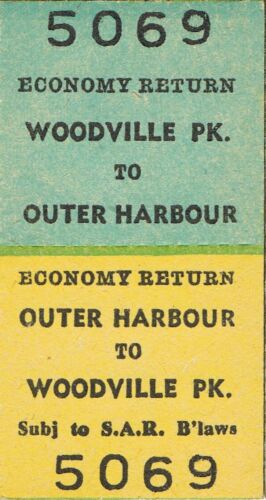 5069
ECONOMY RETURN
WOODVILLE PK.
TO
OUTER HARBOUR
ECONOMY RETURN
OUTER HARBOUR
TO
WOODVILLE PK.
Subj to S.A.R. B'laws
5069